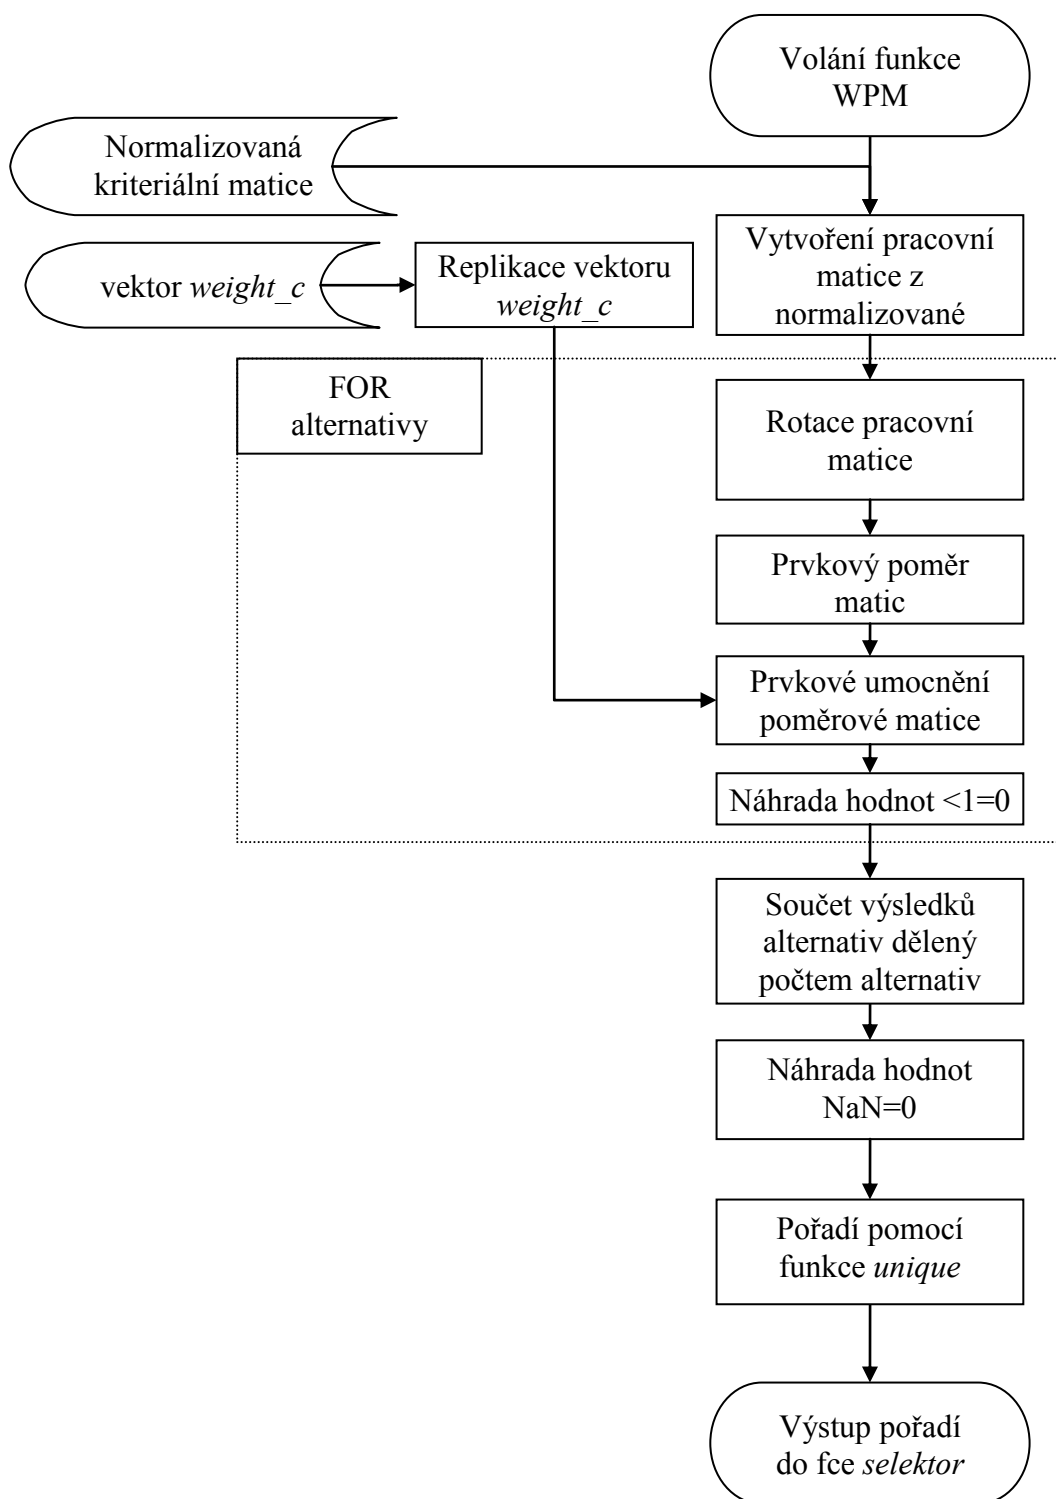 Volání funkce
WPM
Normalizovaná
kriteriální matice
Vytvoření pracovní
matice z
normalizované
vektor weight_c
Replikace vektoru
weight_c
FOR
alternativy
Rotace pracovní
matice
Prvkový poměr
matic
Prvkové umocnění
poměrové matice
Náhrada hodnot <1=0
Součet výsledků
alternativ dělený
počtem alternativ
Náhrada hodnot
NaN=0
Pořadí pomocí
funkce unique
Výstup pořadí
do fce selektor